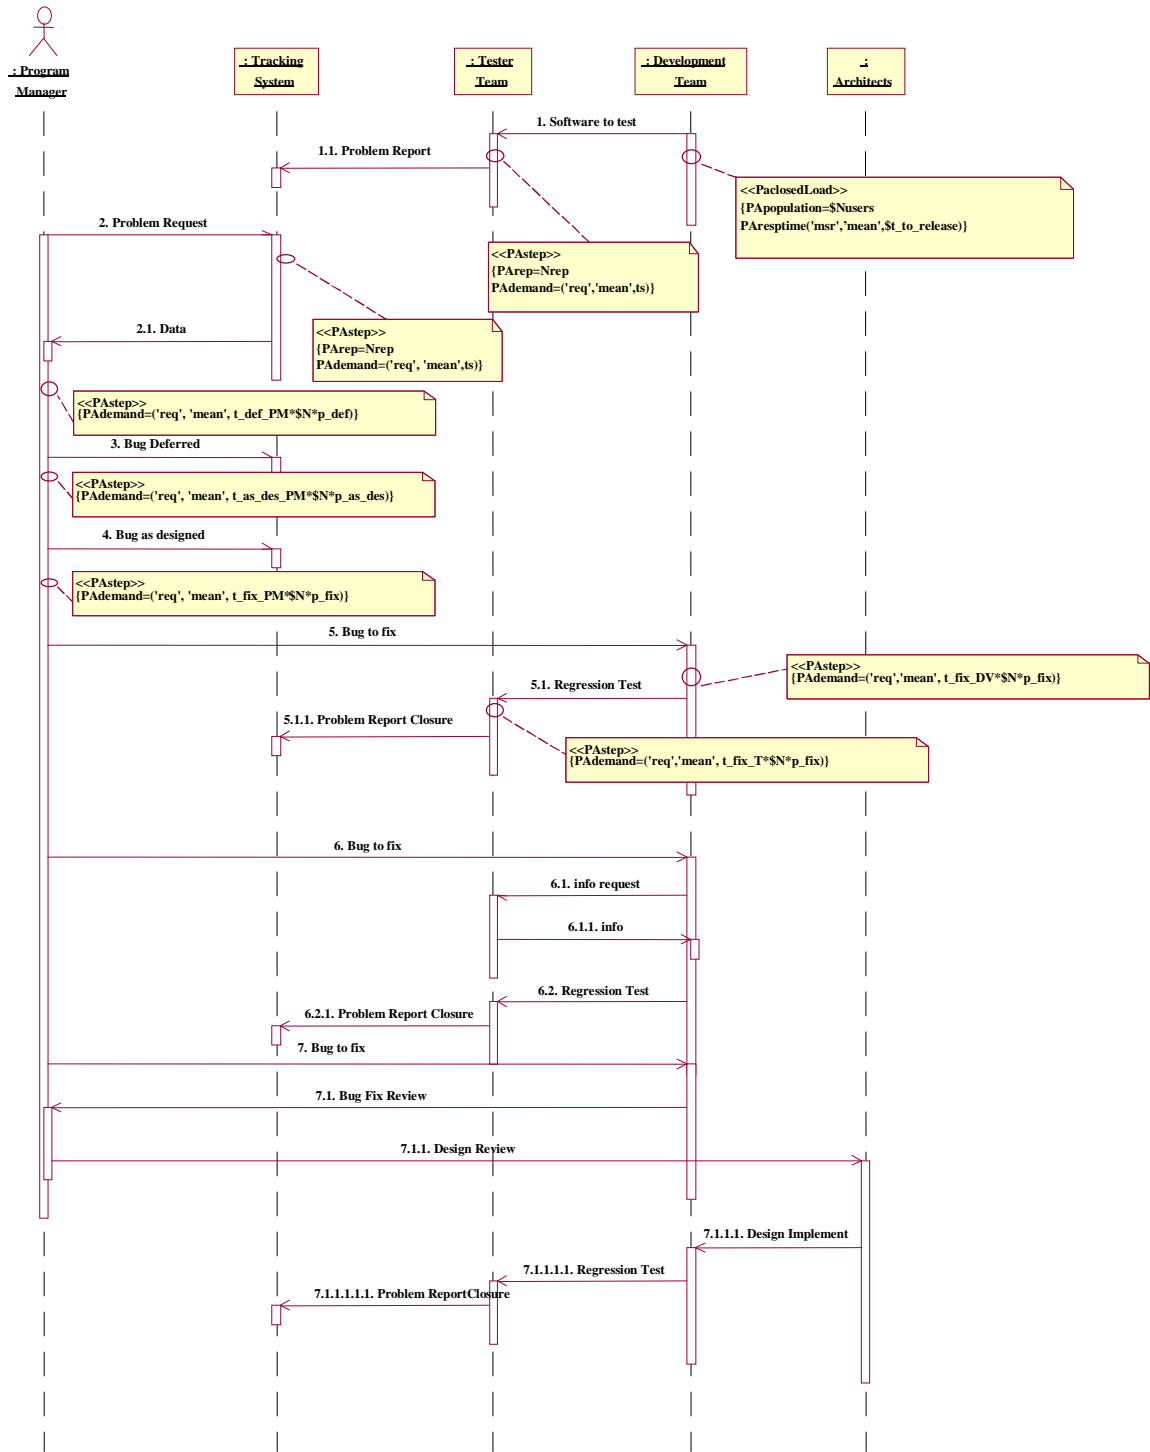 : Program
Manager
: Tracking
System
: Tester
Team
: Development
Team
:
Architects
1. Software to test
1.1. Problem Report
<<PaclosedLoad>>
{PApopulation=$Nusers
PAresptime('msr','mean',$t_to_release)}
2. Problem Request
<<PAstep>>
{PArep=Nrep
PAdemand=('req','mean',ts)}
2.1. Data
<<PAstep>>
{PArep=Nrep
PAdemand=('req', 'mean',ts)}
<<PAstep>>
{PAdemand=('req', 'mean', t_def_PM*$N*p_def)}
3. Bug Deferred
<<PAstep>>
{PAdemand=('req', 'mean', t_as_des_PM*$N*p_as_des)}
4. Bug as designed
<<PAstep>>
{PAdemand=('req', 'mean', t_fix_PM*$N*p_fix)}
5. Bug to fix
<<PAstep>>
{PAdemand=('req','mean', t_fix_DV*$N*p_fix)}
5.1. Regression Test
5.1.1. Problem Report Closure
<<PAstep>>
{PAdemand=('req','mean', t_fix_T*$N*p_fix)}
6. Bug to fix
6.1. info request
6.1.1. info
6.2. Regression Test
6.2.1. Problem Report Closure
7. Bug to fix
7.1. Bug Fix Review
7.1.1. Design Review
7.1.1.1. Design Implement
7.1.1.1.1. Regression Test
7.1.1.1.1.1. Problem ReportClosure